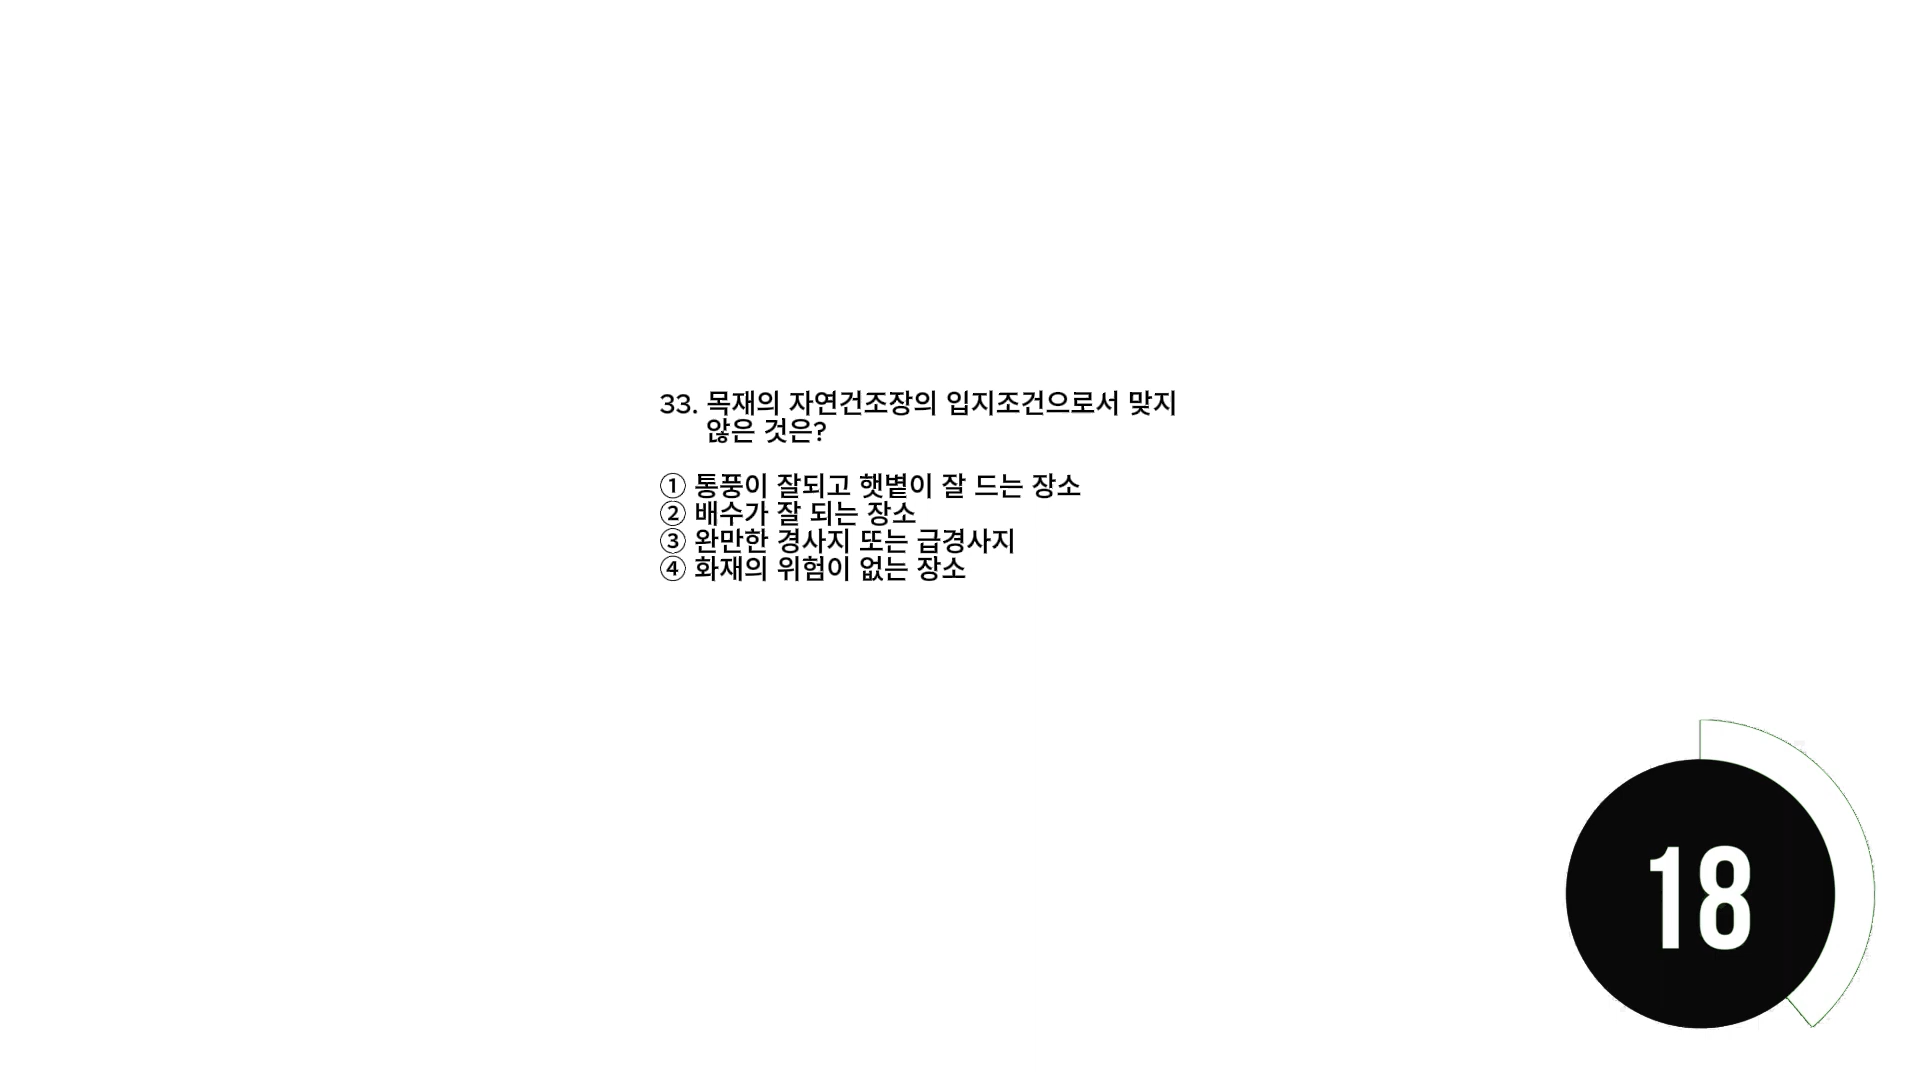 33. 목재의 자연건조장의 입지조건으로서 맞지
않은 것은?
① 통풍이 잘되고 햇볕이 잘 드는 장소
② 배수가 잘 되는 장소
③ 완만한 경사지 또는 급경사지
④ 화재의 위험이 없는 장소
18